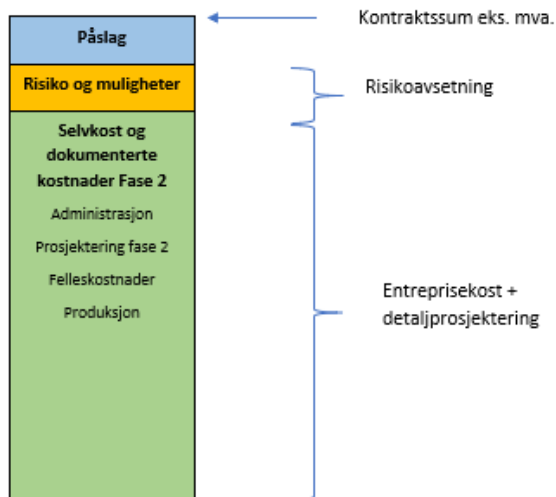 Påslag
Kontraktssum eks. mva.
Risiko og muligheter
Risikoavsetning
Selvkost og
dokumenterte
kostnader Fase 2
Administrasjon
Prosjektering fase 2
Felleskostnader
Produksjon
Entreprisekost +
detaljprosjektering